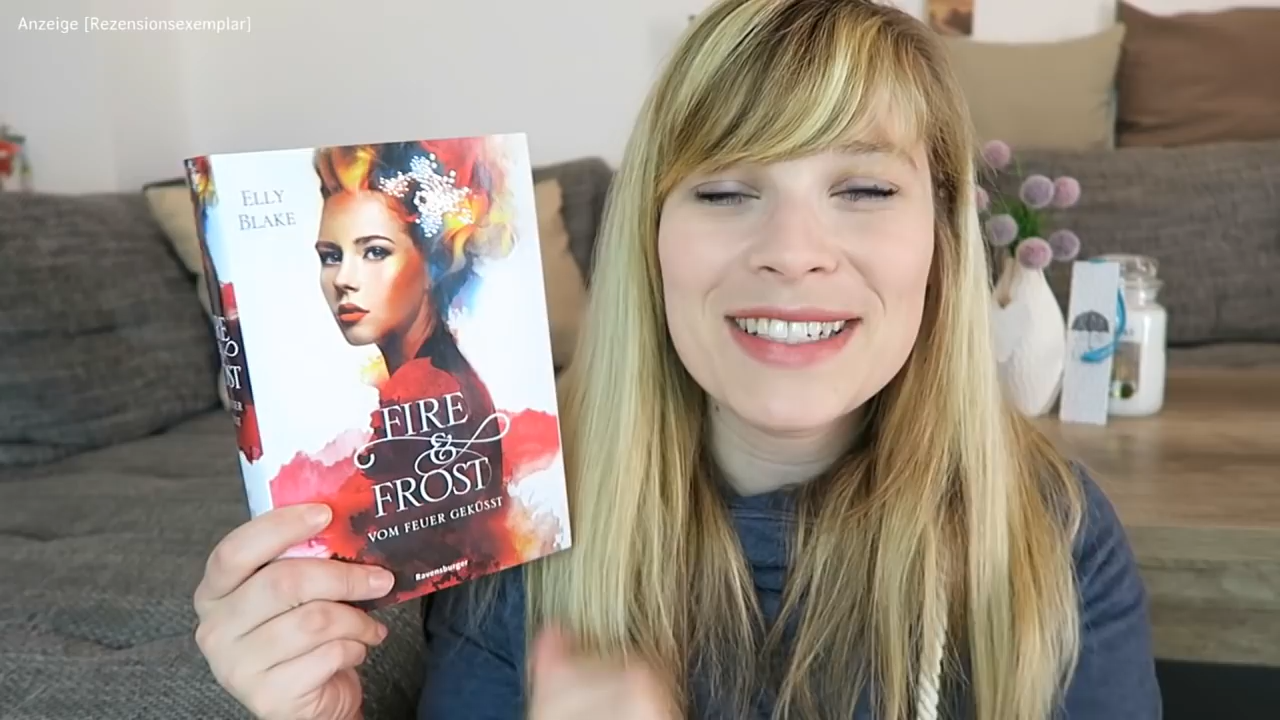 Anzeige [Rezensionsexemplar]
ELLY
BLAKE
FIRE
&
FROST
VOM FEUER GEKÜSST
Ravensburger